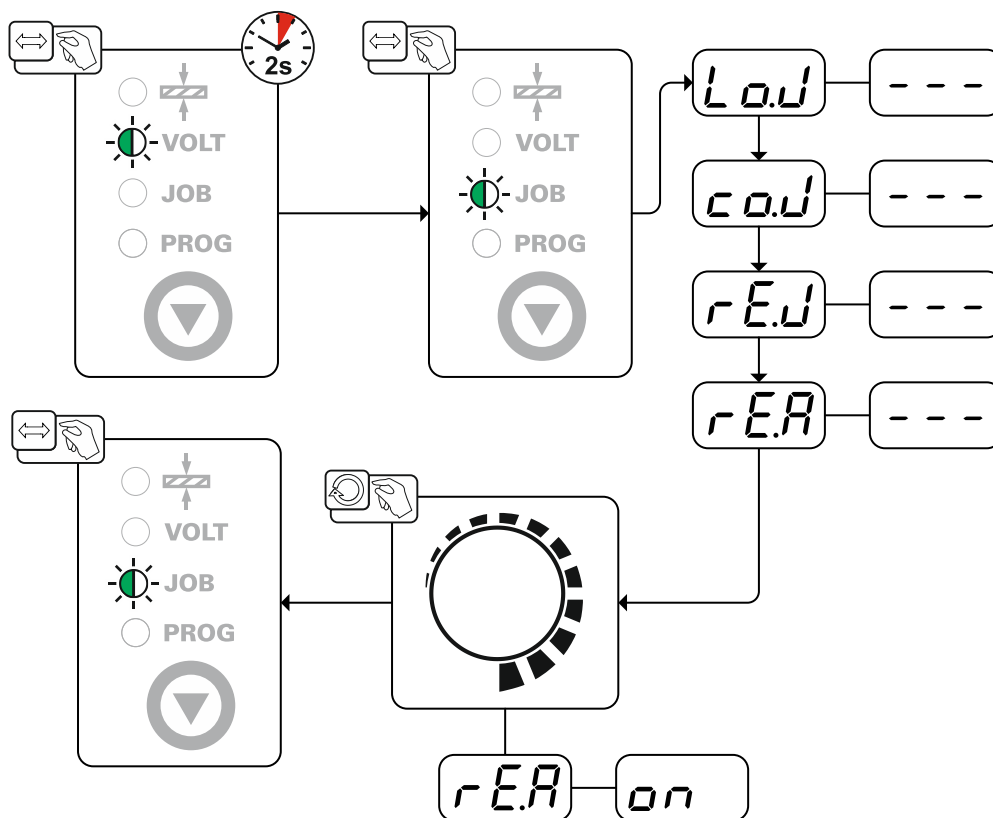 2s
VOLT
JOB
PROG
VOLT
JOB
PROG
Lo.J - - -
co.J - - -
rE.J - - -
rE.A - - -
VOLT
JOB
PROG
rE.A on